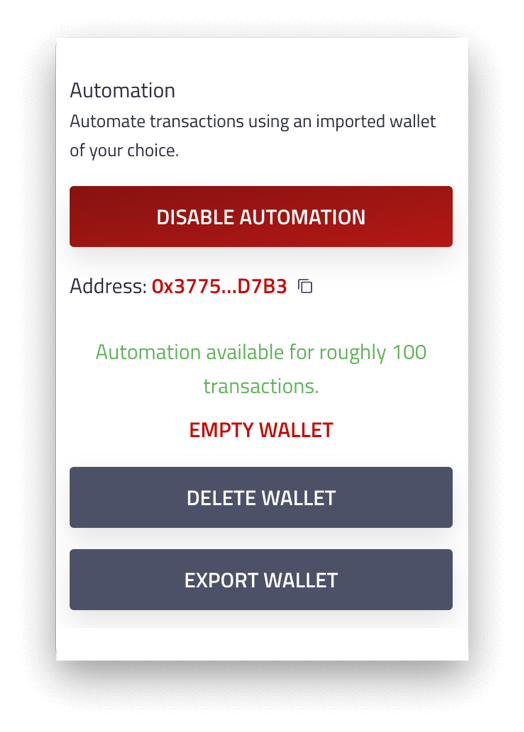 Automation
Automate transactions using an imported wallet
of your choice.
DISABLE AUTOMATION
Address: 0x3775...D7B3
Automation available for roughly 100
transactions.
EMPTY WALLET
DELETE WALLET
EXPORT WALLET